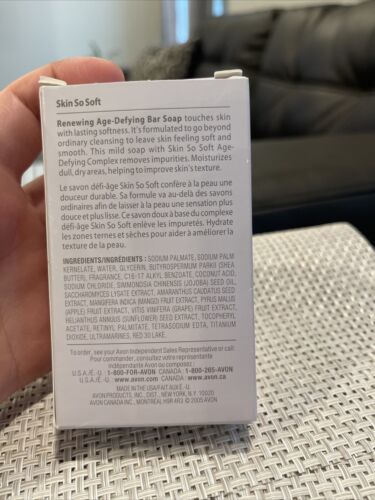 Skin So Soft
Renewing Age-Defying Bar Soap touches skin
with lasting softness. It's formulated to go beyond
ordinary cleansing to leave skin feeling soft and
smooth. This mild soap with Skin So Soft Age-
Defying Complex removes impurities. Moisturizes
dull, dry areas, helping to improve skin's texture.
Le savon défi-âge Skin So Soft confère à la peau une
douceur durable. Sa formule va au-delà des savons
ordinaires afin de laisser à la peau une sensation plus
douce et plus lisse. Ce savon doux à base du complexe
défi-âge Skin So Soft enlève les impuretés. Hydrate
les zones ternes et sèches pour aider à améliorer la
texture de la peau.
INGREDIENTS/INGRÉDIENTS: SODIUM PALMATE, SODIUM PALM
KERNELATE, WATER, GLYCERIN, BUTYROSPERMUM PARKII (SHEA
BUTTER), FRAGRANCE, C16-17 ALKYL BENZOATE, COCONUT ACID,
SODIUM CHLORIDE, SIMMONDSIA CHINENSIS (JOJOBA) SEED OIL,
SACCHAROMYCES LYSATE EXTRACT, AMARANTHUS CAUDATUS SEED
EXTRACT, MANGIFERA INDICA (MANGO) FRUIT EXTRACT, PYRUS MALUS
(APPLE) FRUIT EXTRACT, VITIS VINIFERA (GRAPE) FRUIT EXTRACT,
HELIANTHUS ANNUUS (SUNFLOWER) SEED EXTRACT, TOCOPHERYL
ACETATE, RETINYL PALMITATE, TETRASODIUM EDTA, TITANIUM
DIOXIDE, ULTRAMARINES, RED 30 LAKE.
To order, see your Avon Independent Sales Representative or call:
Pour commander, consultez votre représentante
indépendante Avon ou composez :
U.S.A./É.-U. 1-800-FOR-AVON CANADA : 1-800-265-AVON
U.S.A./É.-U. www.avon.com CANADA : www.avon.ca
MADE IN THE USA/FAIT AUX É.-U.
AVON PRODUCTS, INC., DIST., NEW YORK, N.Y. 10020
AVON CANADA INC., MONTRÉAL H9R 4R3 © 2005 AVON